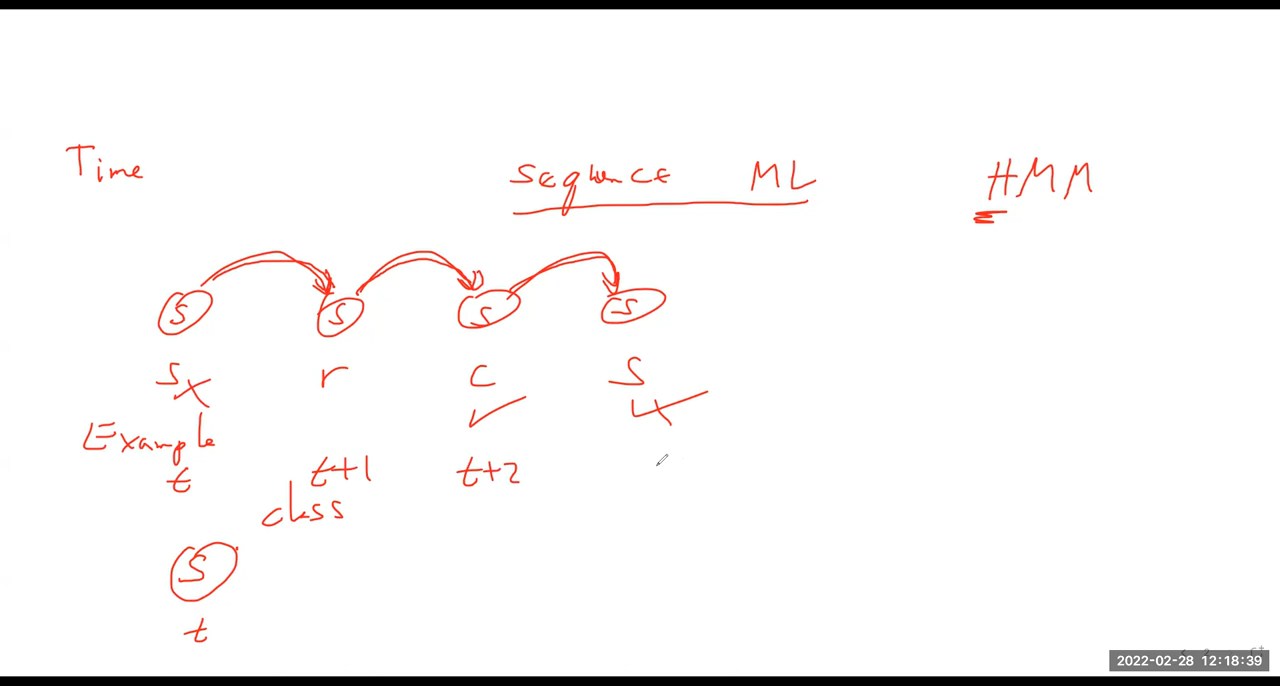 Time
Sequence ML
HMM
S S S S
S r C S
Example
t t+1 t+2
class
S
t
2022-02-28 12:18:39